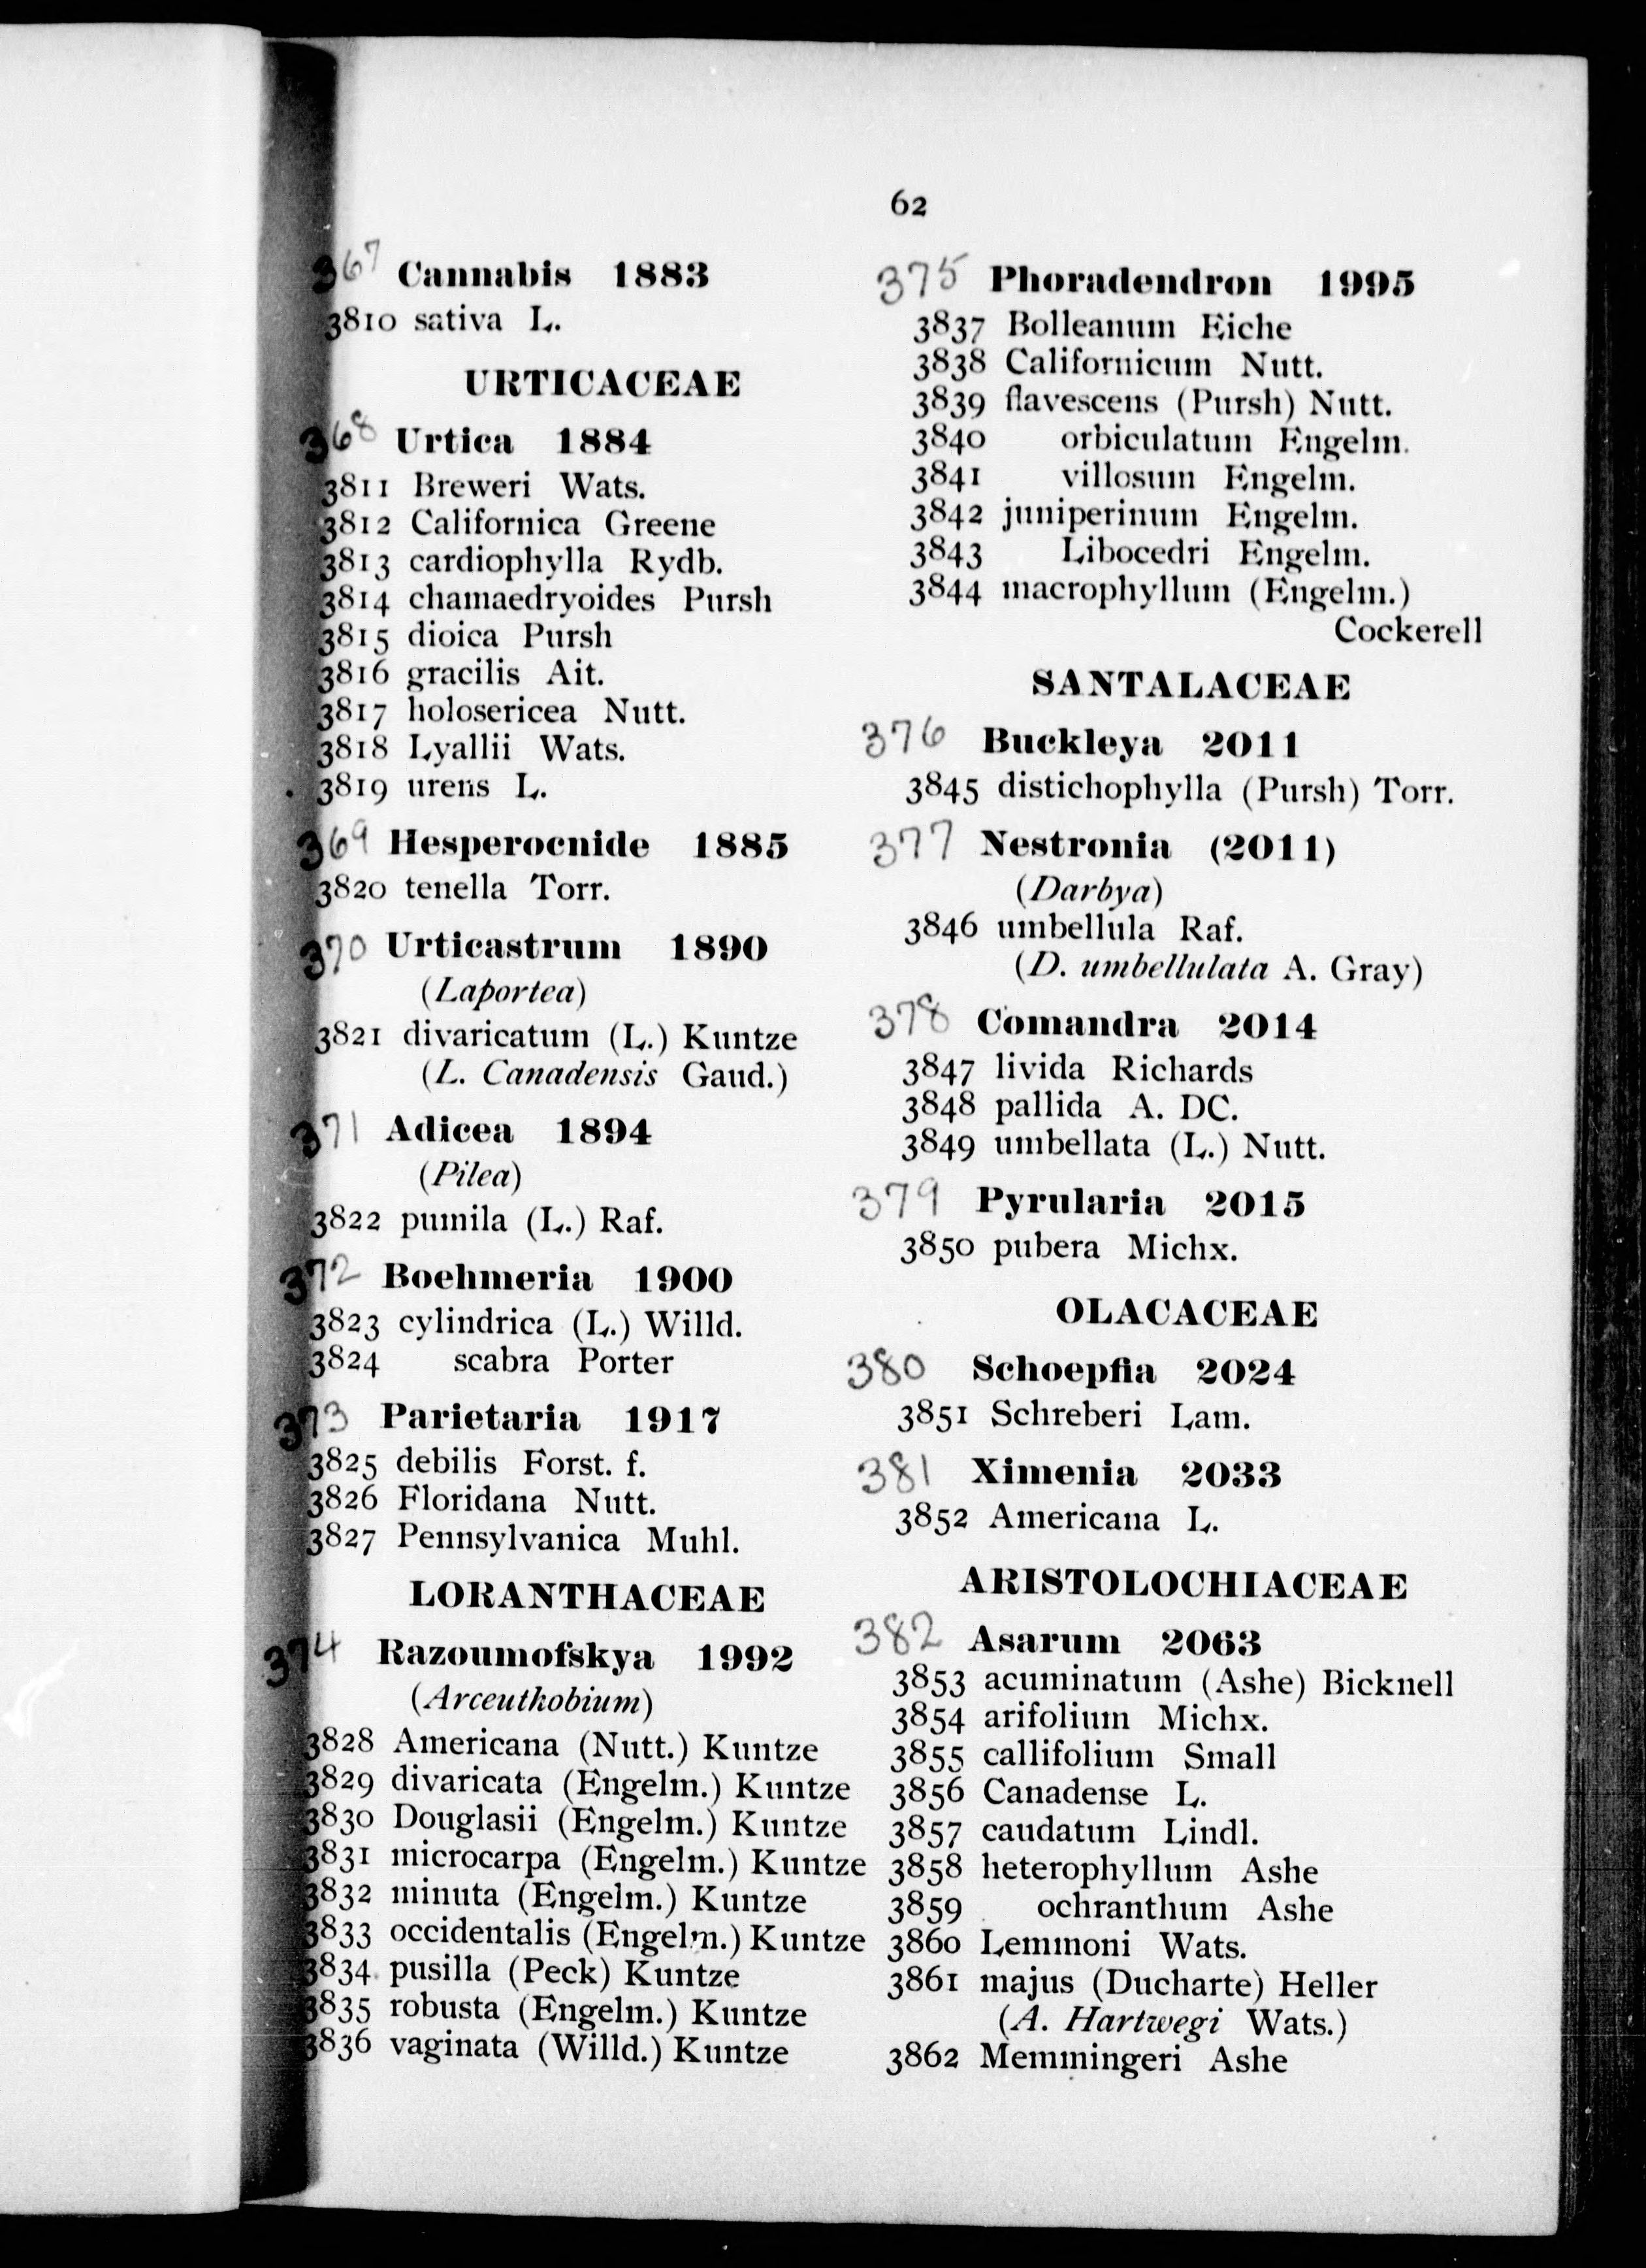 62
367 Cannabis 1883
3810 sativa L.
URTICACEAE
368 Urtica 1884
3811 Breweri Wats.
3812 Californica Greene
3813 cardiophylla Rydb.
3814 chamaedryoides Pursh
3815 dioica Pursh
3816 gracilis Ait.
3817 holosericea Nutt.
3818 Lyallii Wats.
3819 urens L.
369 Hesperocnide 1885
3820 tenella Torr.
370 Urticastrum 1890
(Laportea)
3821 divaricatum (L.) Kuntze
(L. Canadensis Gaud.)
371 Adicea 1894
(Pilea)
3822 pumila (L.) Raf.
372 Boehmeria 1900
3823 cylindrica (L.) Willd.
3824 scabra Porter
373 Parietaria 1917
3825 debilis Forst. f.
3826 Floridana Nutt.
3827 Pennsylvanica Muhl.
LORANTHACEAE
374 Razoumofskya 1992
(Arceuthobium)
3828 Americana (Nutt.) Kuntze
3829 divaricata (Engelm.) Kuntze
3830 Douglasii (Engelm.) Kuntze
3831 microcarpa (Engelm.) Kuntze
3832 minuta (Engelm.) Kuntze
3833 occidentalis (Engelm.) Kuntze
3834 pusilla (Peck) Kuntze
3835 robusta (Engelm.) Kuntze
3836 vaginata (Willd.) Kuntze
375 Phoradendron 1995
3837 Bolleanum Eiche
3838 Californicum Nutt.
3839 flavescens (Pursh) Nutt.
3840 orbiculatum Engelm.
3841 villosum Engelm.
3842 juniperinum Engelm.
3843 Libocedri Engelm.
3844 macrophyllum (Engelm.)
Cockerell
SANTALACEAE
376 Buckleya 2011
3845 distichophylla (Pursh) Torr.
377 Nestronia (2011)
(Darbya)
3846 umbellula Raf.
(D. umbellulata A. Gray)
378 Comandra 2014
3847 livida Richards
3848 pallida A. DC.
3849 umbellata (L.) Nutt.
379 Pyrularia 2015
3850 pubera Michx.
OLACACEAE
380 Schoepfia 2024
3851 Schreberi Lam.
381 Ximenia 2033
3852 Americana L.
ARISTOLOCHIACEAE
382 Asarum 2063
3853 acuminatum (Ashe) Bicknell
3854 arifolium Michx.
3855 callifolium Small
3856 Canadense L.
3857 caudatum Lindl.
3858 heterophyllum Ashe
3859 ochranthum Ashe
3860 Lemmoni Wats.
3861 majus (Ducharte) Heller
(A. Hartwegi Wats.)
3862 Memmingeri Ashe